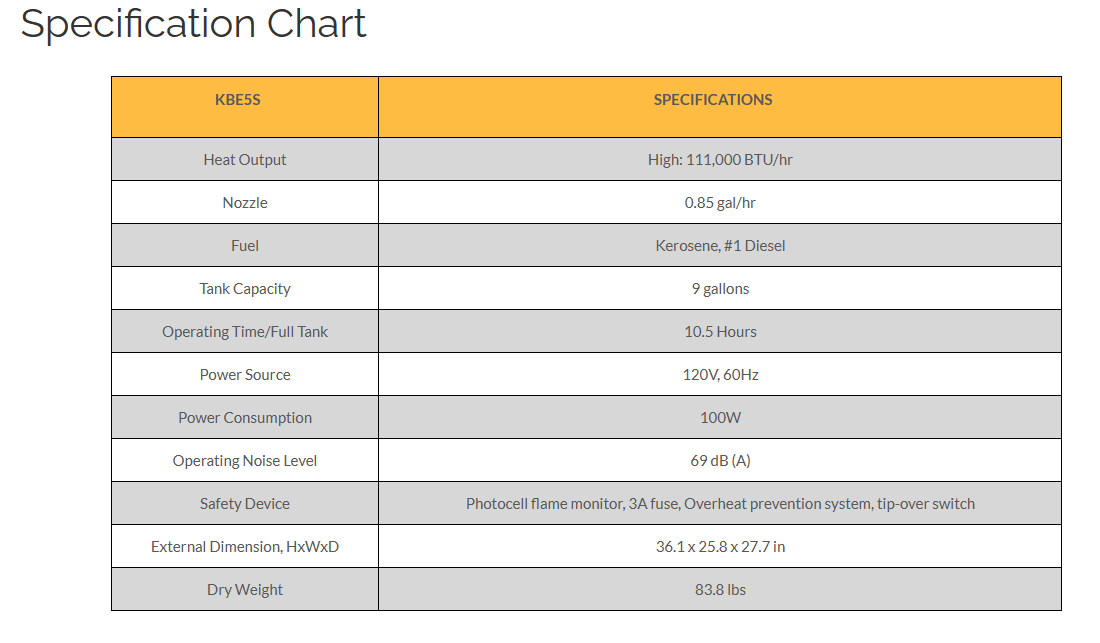 Specification Chart
KBE5S SPECIFICATIONS
Heat Output High: 111,000 BTU/hr
Nozzle 0.85 gal/hr
Fuel Kerosene, #1 Diesel
Tank Capacity 9 gallons
Operating Time/Full Tank 10.5 Hours
Power Source 120V, 60Hz
Power Consumption 100W
Operating Noise Level 69 dB (A)
Safety Device Photocell flame monitor, 3A fuse, Overheat prevention system, tip-over switch
External Dimension, HxWxD 36.1 x 25.8 x 27.7 in
Dry Weight 83.8 lbs